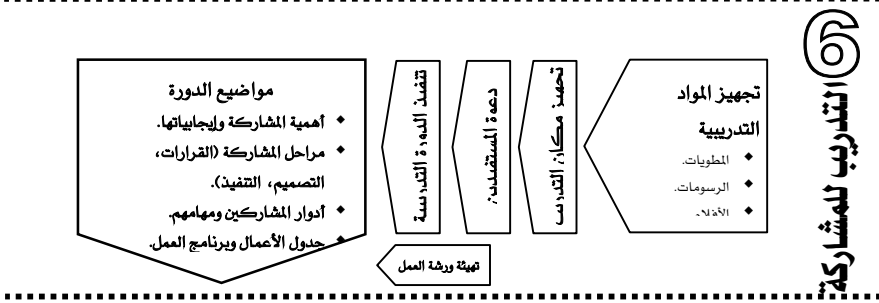 6
التدريب للمشاركة
تجهيز المواد
التدريبية
المطويات.
الرسومات.
الأفلام
تجهيز مكان التدريب
دعوة المستفيدين
تنفيذ الدورة التدريبية
مواضيع الدورة
أهمية المشاركة وإيجابياتها.
مراحل المشاركة (القرارات،
التصميم، التنفيذ).
أدوار المشاركين ومهامهم.
جدول الأعمال وبرنامج العمل.
تهيئة ورشة العمل